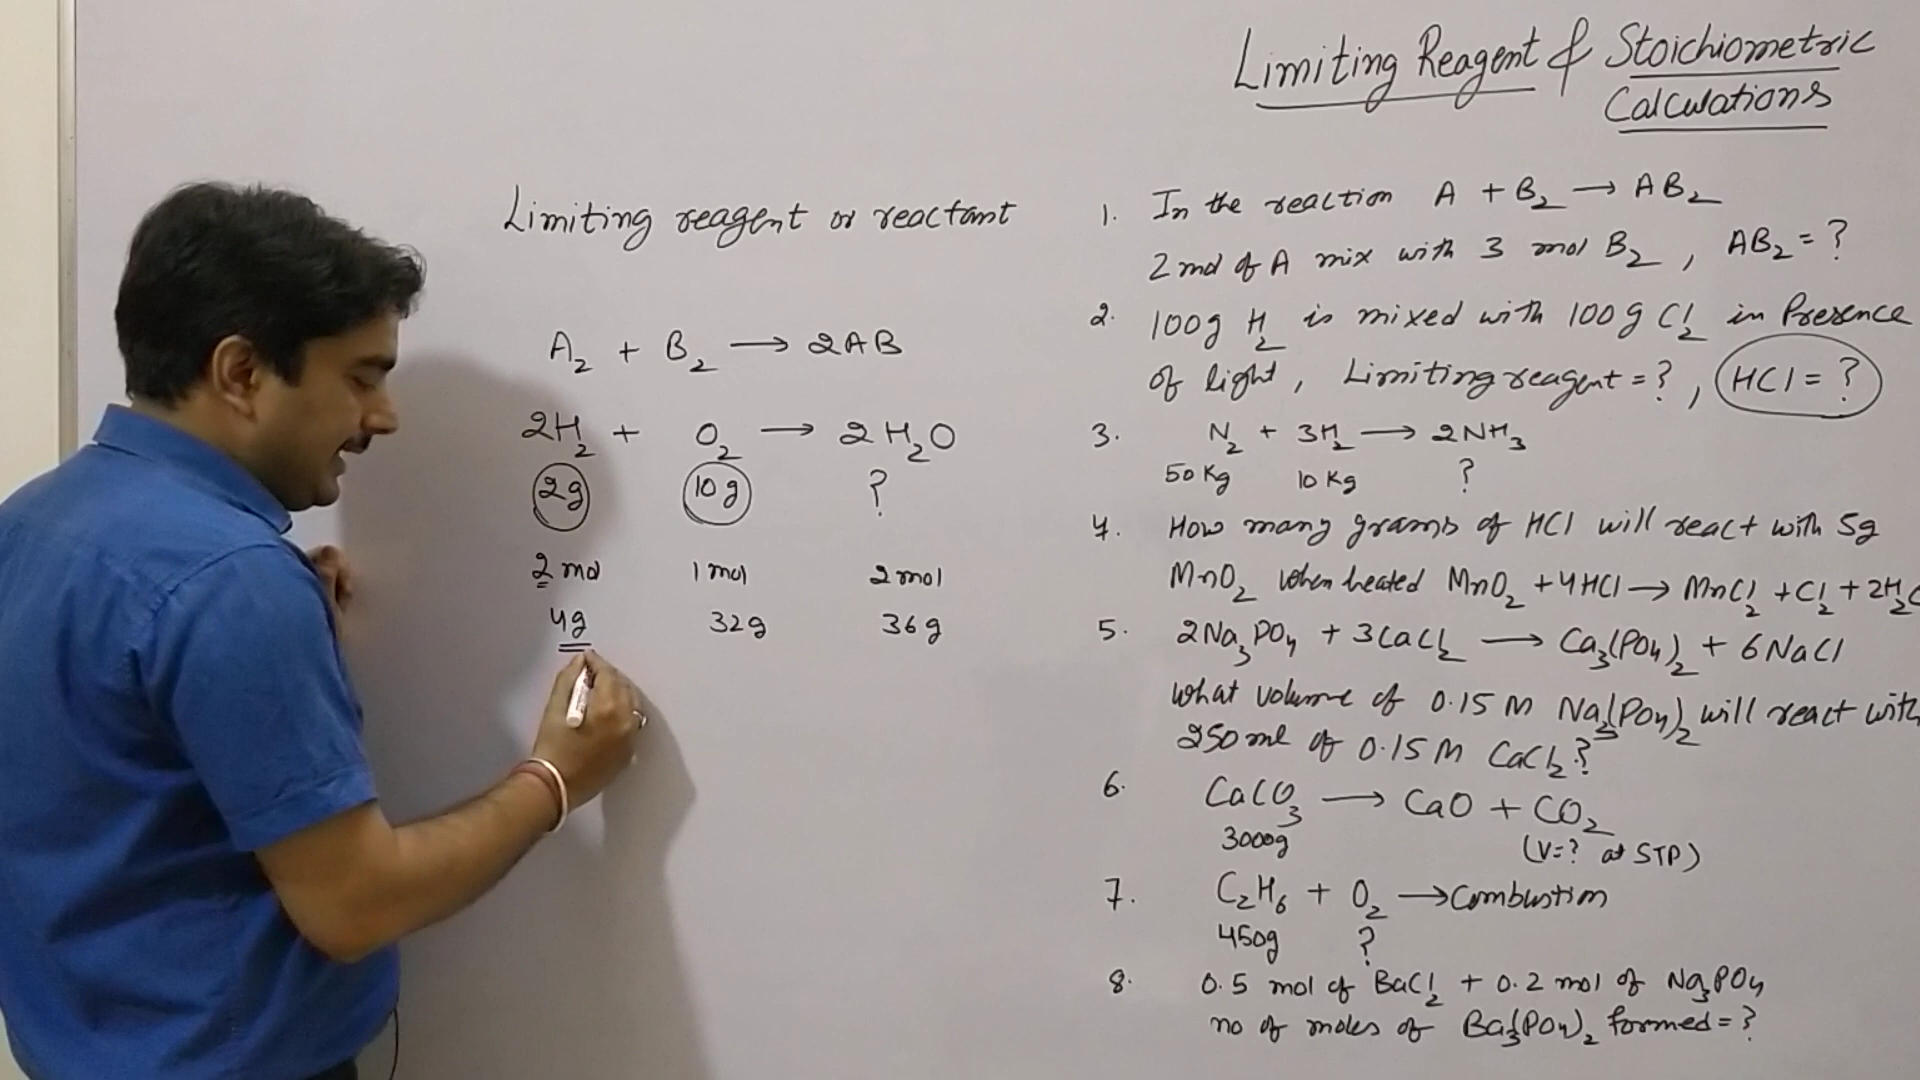 Limiting Reagent & Stoichiometric
Calculations
Limiting reagent or reactant
A₂ + B₂ → 2AB
2H₂ + O₂ → 2H₂O
2g 10g ?
2 mol 1 mol 2 mol
4g 32g 36g
1. In the reaction A + B₂ → AB₂
2 mol of A mix with 3 mol B₂, AB₂ = ?
2. 100g H₂ is mixed with 100g Cl₂ in Presence
of light, Limiting reagent = ?, HCl = ?
3. N₂ + 3H₂ → 2NH₃
50 Kg 10 Kg ?
4. How many grams of HCl will react with 5g
MnO₂ when heated MnO₂ + 4HCl → MnCl₂ + Cl₂ + 2H₂O
5. 2Na₃PO₄ + 3CaCl₂ → Ca₃(PO₄)₂ + 6NaCl
what volume of 0.15 M Na₃(PO₄)₂ will react with
250 ml of 0.15 M CaCl₂?
6. CaCO₃ → CaO + CO₂
3000g (V=? at STP)
7. C₂H₆ + O₂ → Combustion
450g ?
8. 0.5 mol of BaCl₂ + 0.2 mol of Na₃PO₄
no of moles of Ba₃(PO₄)₂ formed = ?